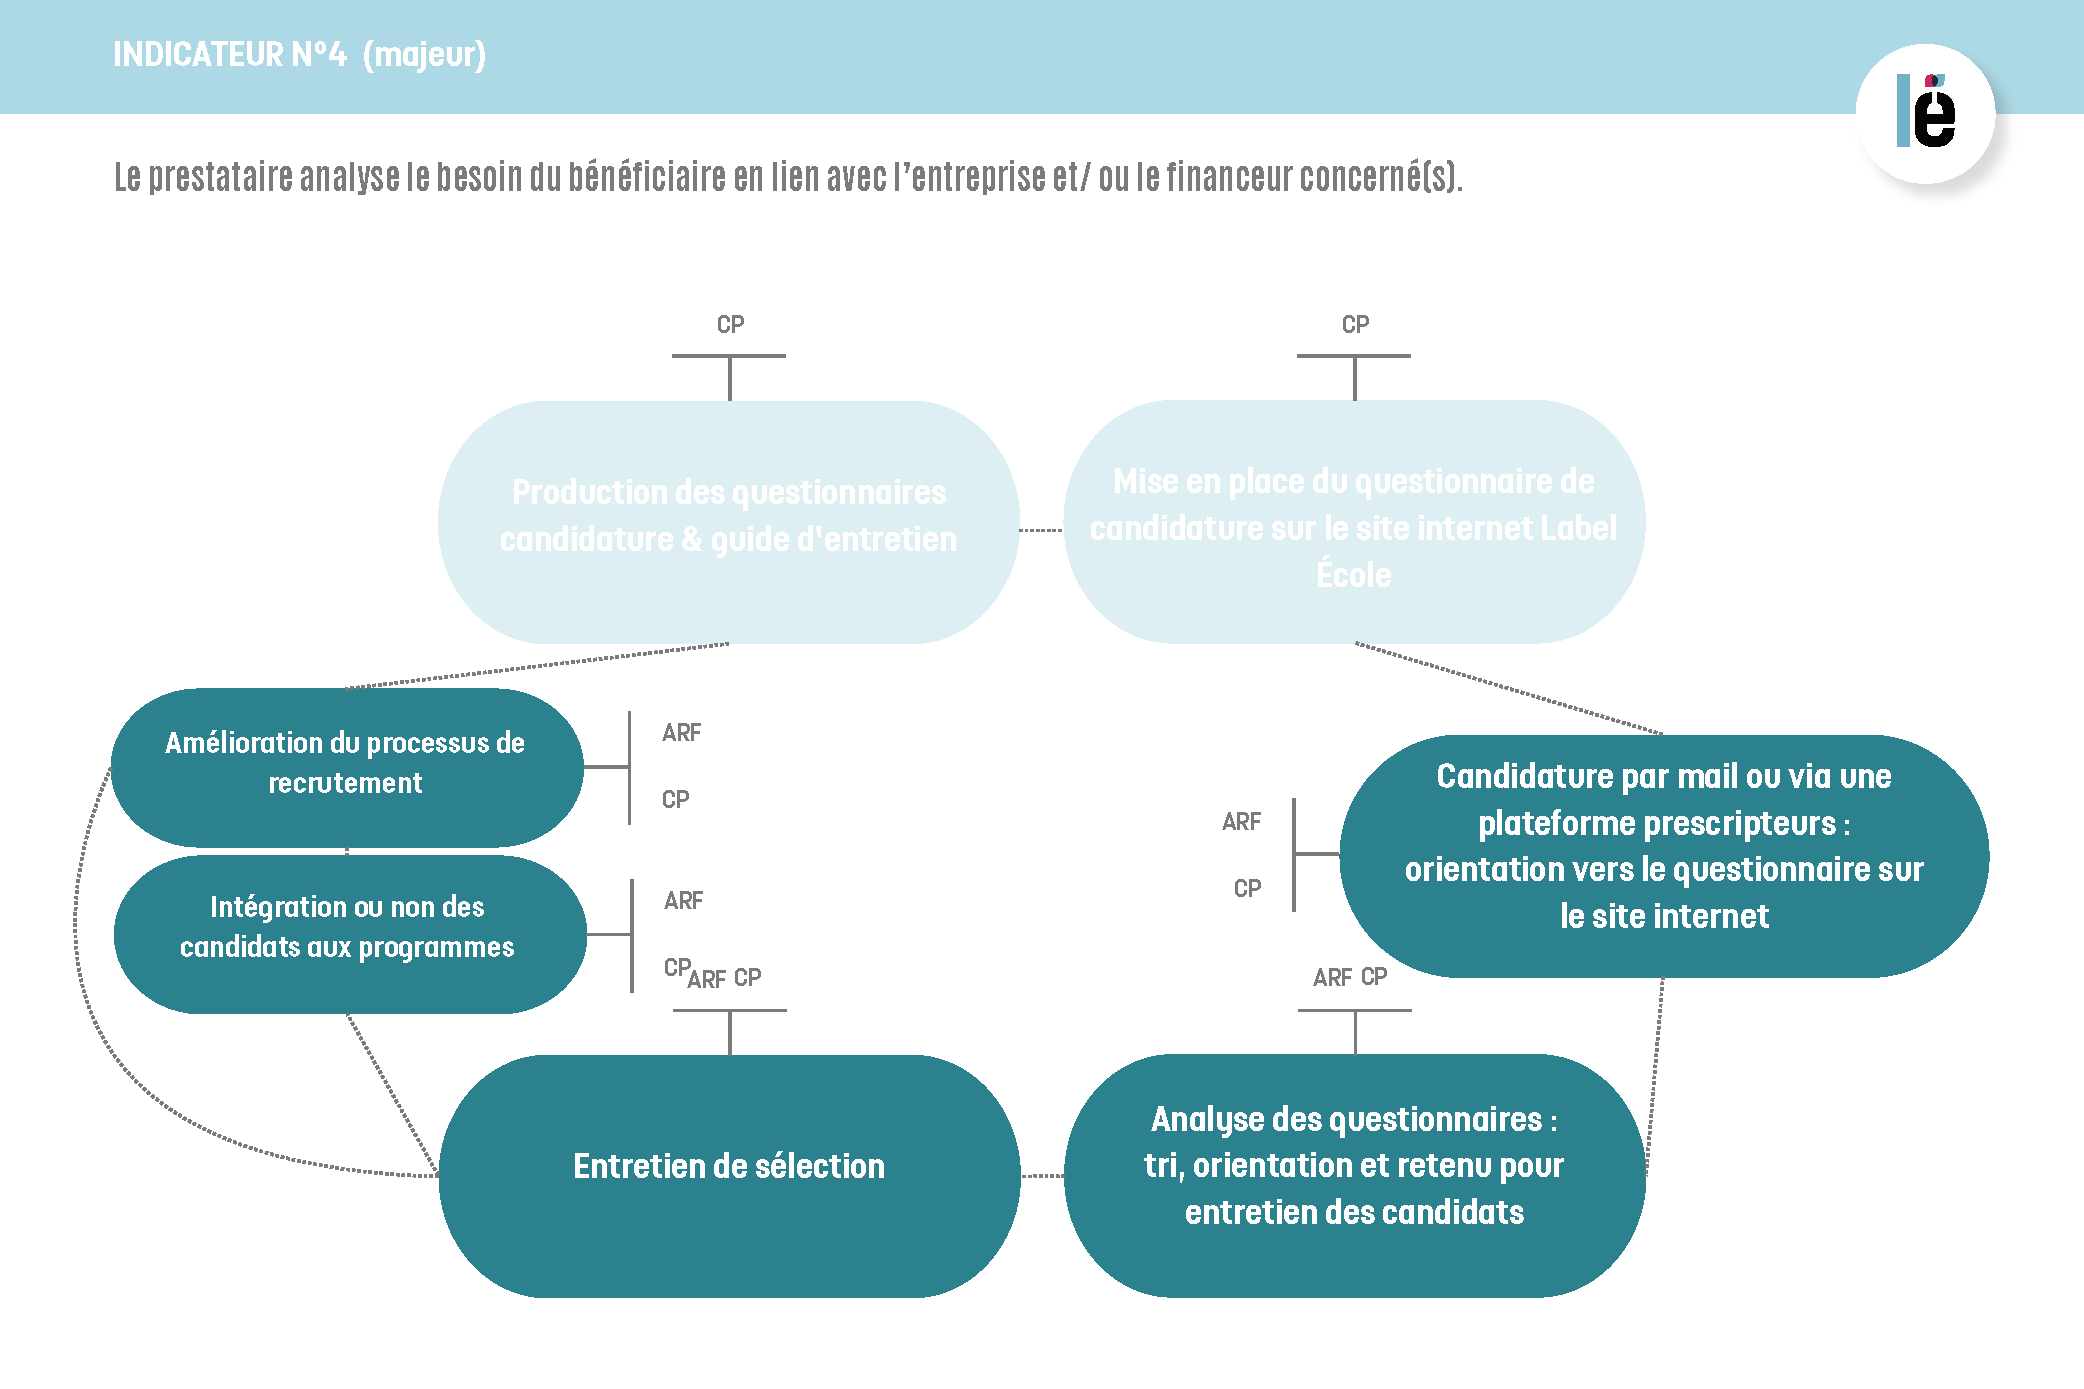 INDICATEUR N°4 (majeur)
lé
Le prestataire analyse le besoin du bénéficiaire en lien avec l'entreprise et/ ou le financeur concerné(s).
CP
CP
Production des questionnaires
candidature & guide d'entretien
Mise en place du questionnaire de
candidature sur le site internet Label
École
Amélioration du processus de
recrutement
ARF
CP
Candidature par mail ou via une
plateforme prescripteurs :
orientation vers le questionnaire sur
le site internet
ARF
CP
Intégration ou non des
candidats aux programmes
ARF
CP
ARF CP
ARF CP
Entretien de sélection
Analyse des questionnaires :
tri, orientation et retenu pour
entretien des candidats